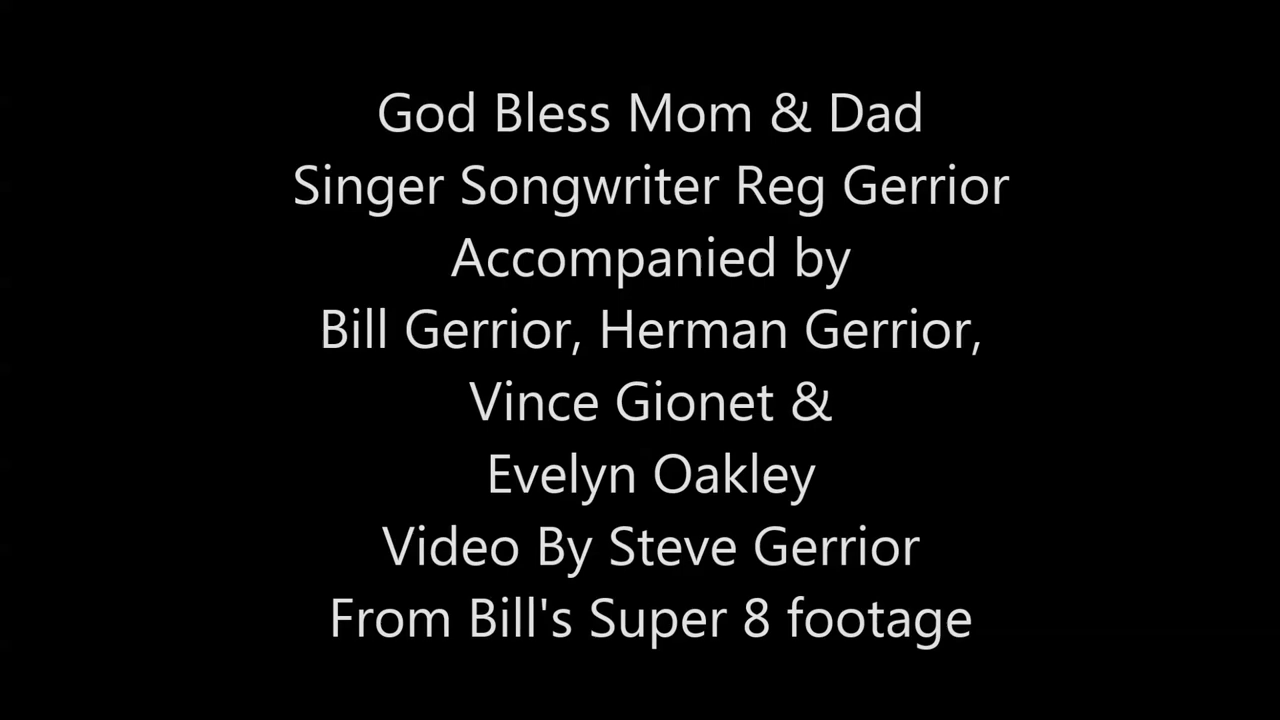 God Bless Mom & Dad
Singer Songwriter Reg Gerrior
Accompanied by
Bill Gerrior, Herman Gerrior,
Vince Gionet &
Evelyn Oakley
Video By Steve Gerrior
From Bill's Super 8 footage